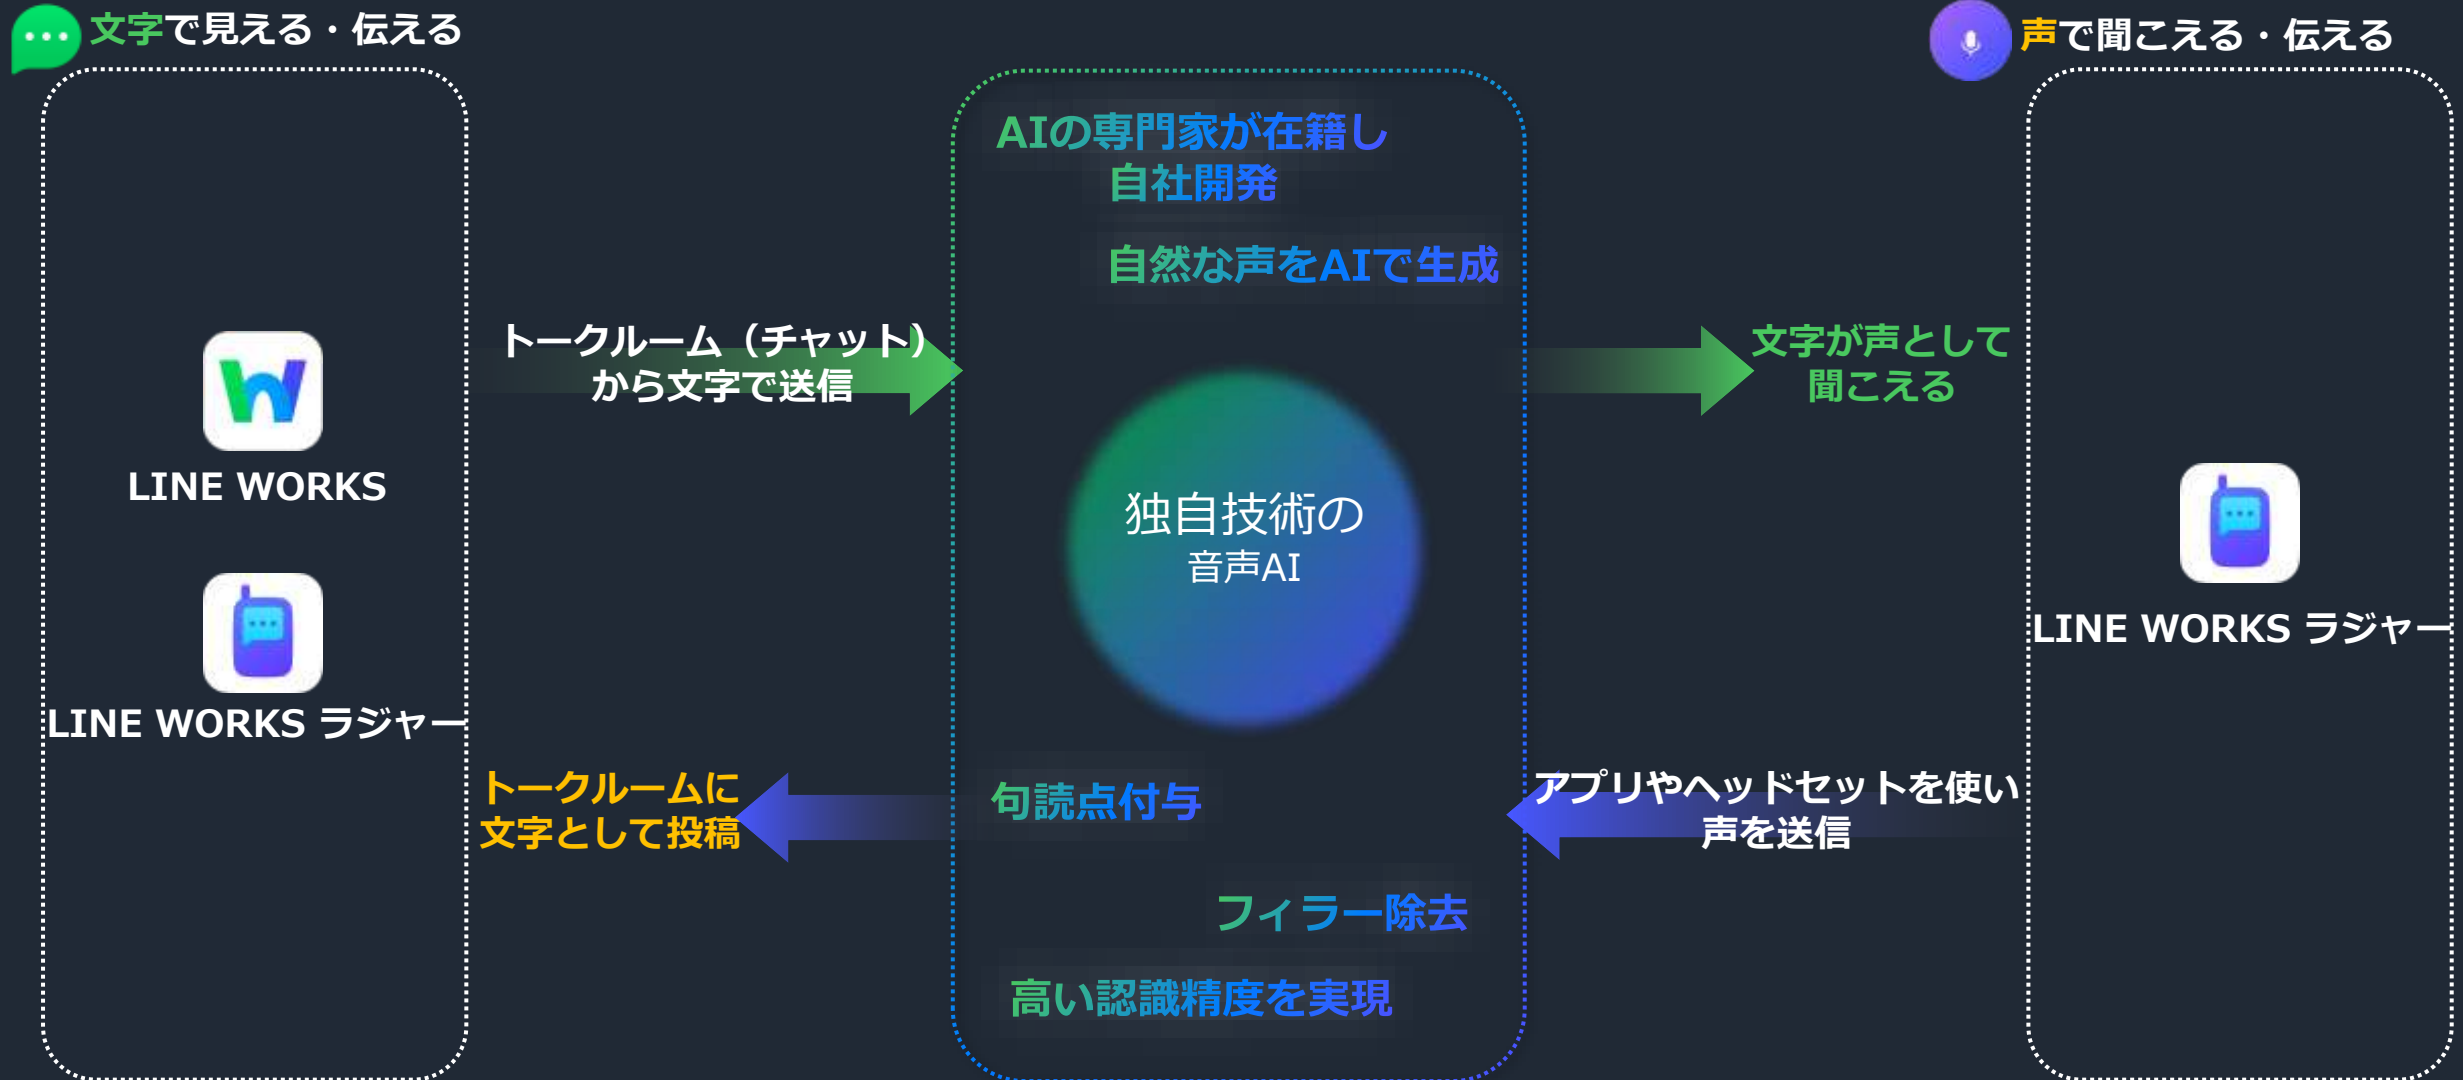 文字で見える・伝える
LINE WORKS
LINE WORKS ラジャー
トークルーム（チャット）
から文字で送信
トークルームに
文字として投稿
AIの専門家が在籍し
自社開発
自然な声をAIで生成
独自技術の
音声AI
句読点付与
フィラー除去
高い認識精度を実現
文字が声として
聞こえる
アプリやヘッドセットを使い
声を送信
声で聞こえる・伝える
LINE WORKS ラジャー